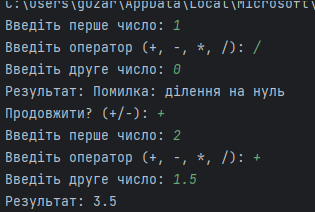 C:\Users\guzar\AppData\Local\Microsoft\
Введіть перше число: 1
Введіть оператор (+, -, *, /): /
Введіть друге число: 0
Результат: Помилка: ділення на нуль
Продовжити? (+/-): +
Введіть перше число: 2
Введіть оператор (+, -, *, /): +
Введіть друге число: 1.5
Результат: 3.5